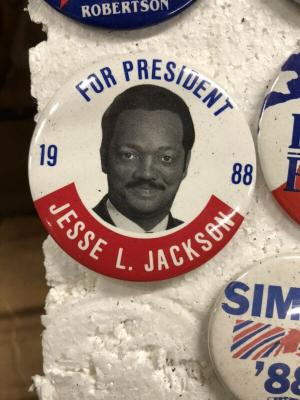 ROBERTSON
FOR PRESIDENT
19 88
JESSE L. JACKSON
SIM
'88